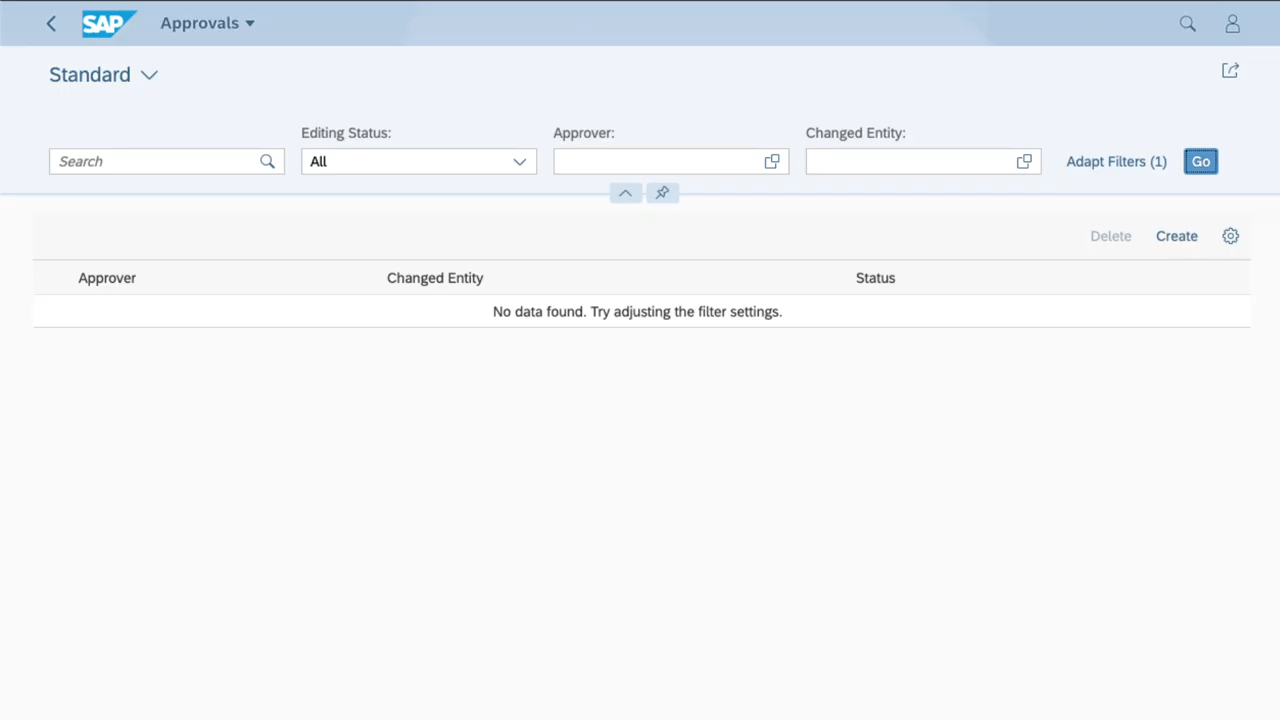 SAP Approvals
Standard
Editing Status: Approver: Changed Entity:
Search All Adapt Filters (1) Go
Delete Create
Approver Changed Entity Status
No data found. Try adjusting the filter settings.